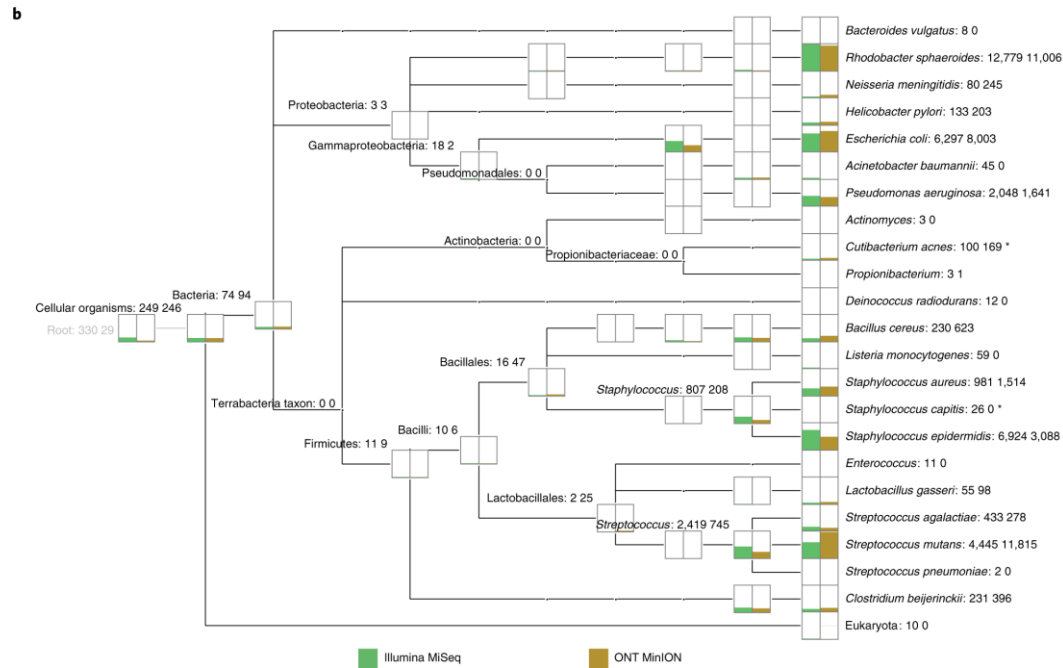 b
Bacteroides vulgatus: 8 0
Rhodobacter sphaeroides: 12,779 11,006
Neisseria meningitidis: 80 245
Proteobacteria: 3 3
Helicobacter pylori: 133 203
Gammaproteobacteria: 18 2
Escherichia coli: 6,297 8,003
Pseudomonadales: 0 0
Acinetobacter baumannii: 45 0
Pseudomonas aeruginosa: 2,048 1,641
Actinomyces: 3 0
Actinobacteria: 0 0
Propionibacteriaceae: 0 0
Cutibacterium acnes: 100 169 *
Propionibacterium: 3 1
Bacteria: 74 94
Cellular organisms: 249 246
Root: 330 29
Deinococcus radiodurans: 12 0
Bacillus cereus: 230 623
Bacillales: 16 47
Listeria monocytogenes: 59 0
Staphylococcus: 807 208
Staphylococcus aureus: 981 1,514
Terrabacteria taxon: 0 0
Staphylococcus capitis: 26 0 *
Bacilli: 10 6
Firmicutes: 11 9
Staphylococcus epidermidis: 6,924 3,088
Enterococcus: 11 0
Lactobacillales: 2 25
Lactobacillus gasseri: 55 98
Streptococcus: 2,419 745
Streptococcus agalactiae: 433 278
Streptococcus mutans: 4,445 11,815
Streptococcus pneumoniae: 2 0
Clostridium beijerinckii: 231 396
Eukaryota: 10 0
Illumina MiSeq
ONT MinION